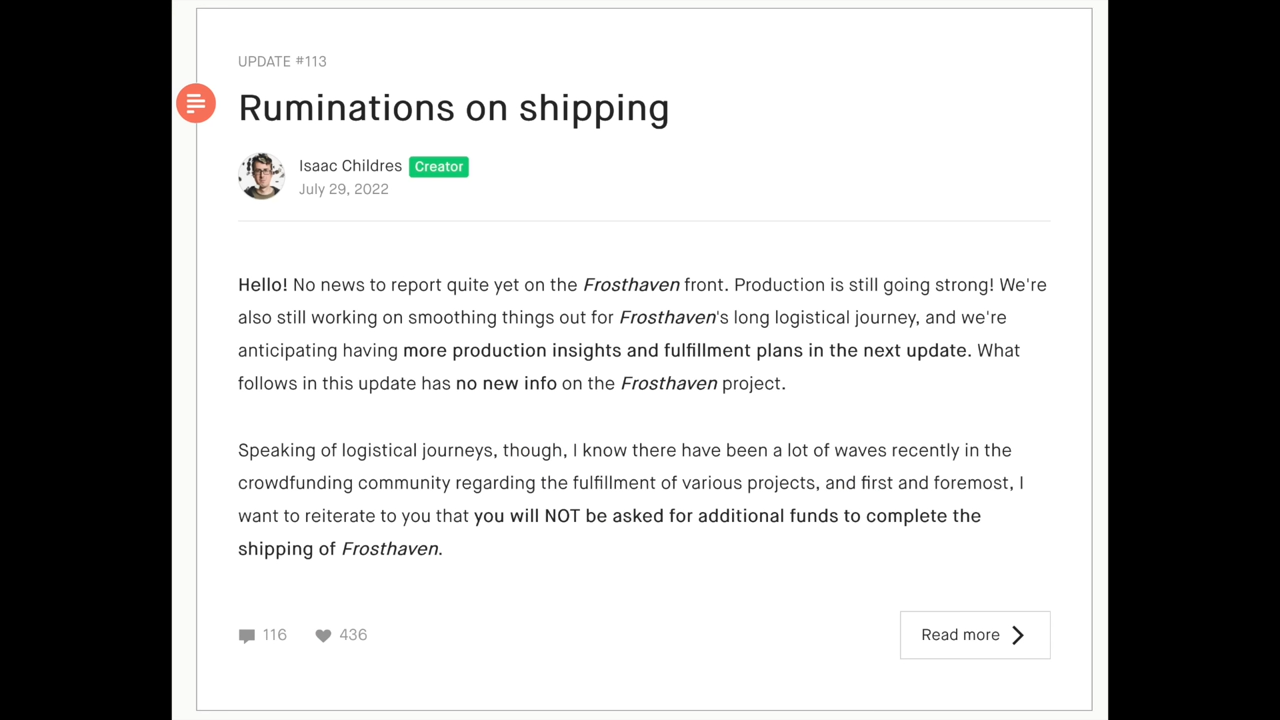 UPDATE #113
Ruminations on shipping
Isaac Childres Creator
July 29, 2022
Hello! No news to report quite yet on the Frosthaven front. Production is still going strong! We're
also still working on smoothing things out for Frosthaven's long logistical journey, and we're
anticipating having more production insights and fulfillment plans in the next update. What
follows in this update has no new info on the Frosthaven project.
Speaking of logistical journeys, though, I know there have been a lot of waves recently in the
crowdfunding community regarding the fulfillment of various projects, and first and foremost, I
want to reiterate to you that you will NOT be asked for additional funds to complete the
shipping of Frosthaven.
116 436 Read more